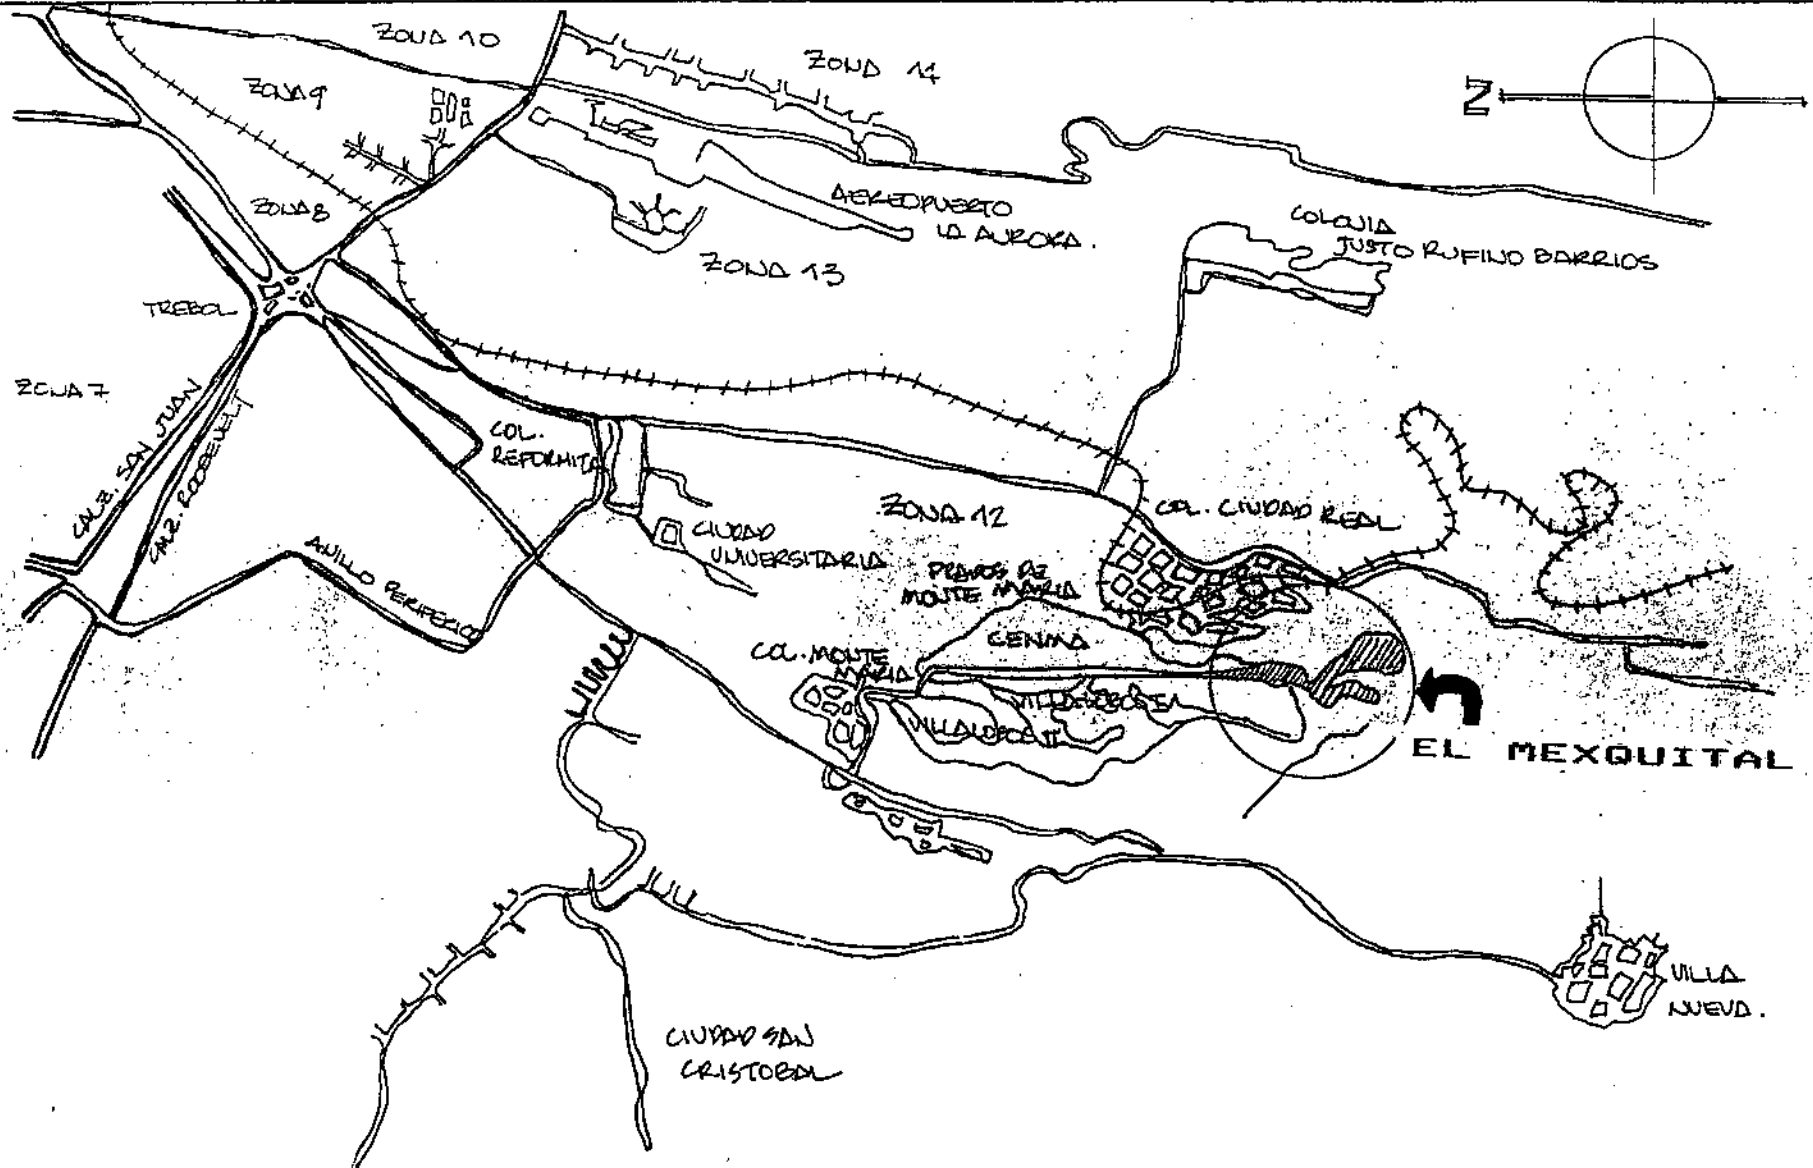 ZONA 10
ZONA 14
ZONA 9
N
ZONA 8
AEREOPUERTO
LA AURORA.
COLONIA
JUSTO RUFINO BARRIOS
ZONA 13
TREBOL
ZONA 7
CALZ. SAN JUAN
CALZ. ROOSEVELT
COL.
REFORMITA
ZONA 12
COL. CIUDAD REAL
CIUDAD
UNIVERSITARIA
ANILLO PERIFERICO
PRADOS DE
MONTE MARIA
CENMA
COL. MONTE
MARIA
VILLALOBOS I
VILLALOBOS II
EL MEXQUITAL
VILLA
NUEVA.
CIUDAD SAN
CRISTOBAL